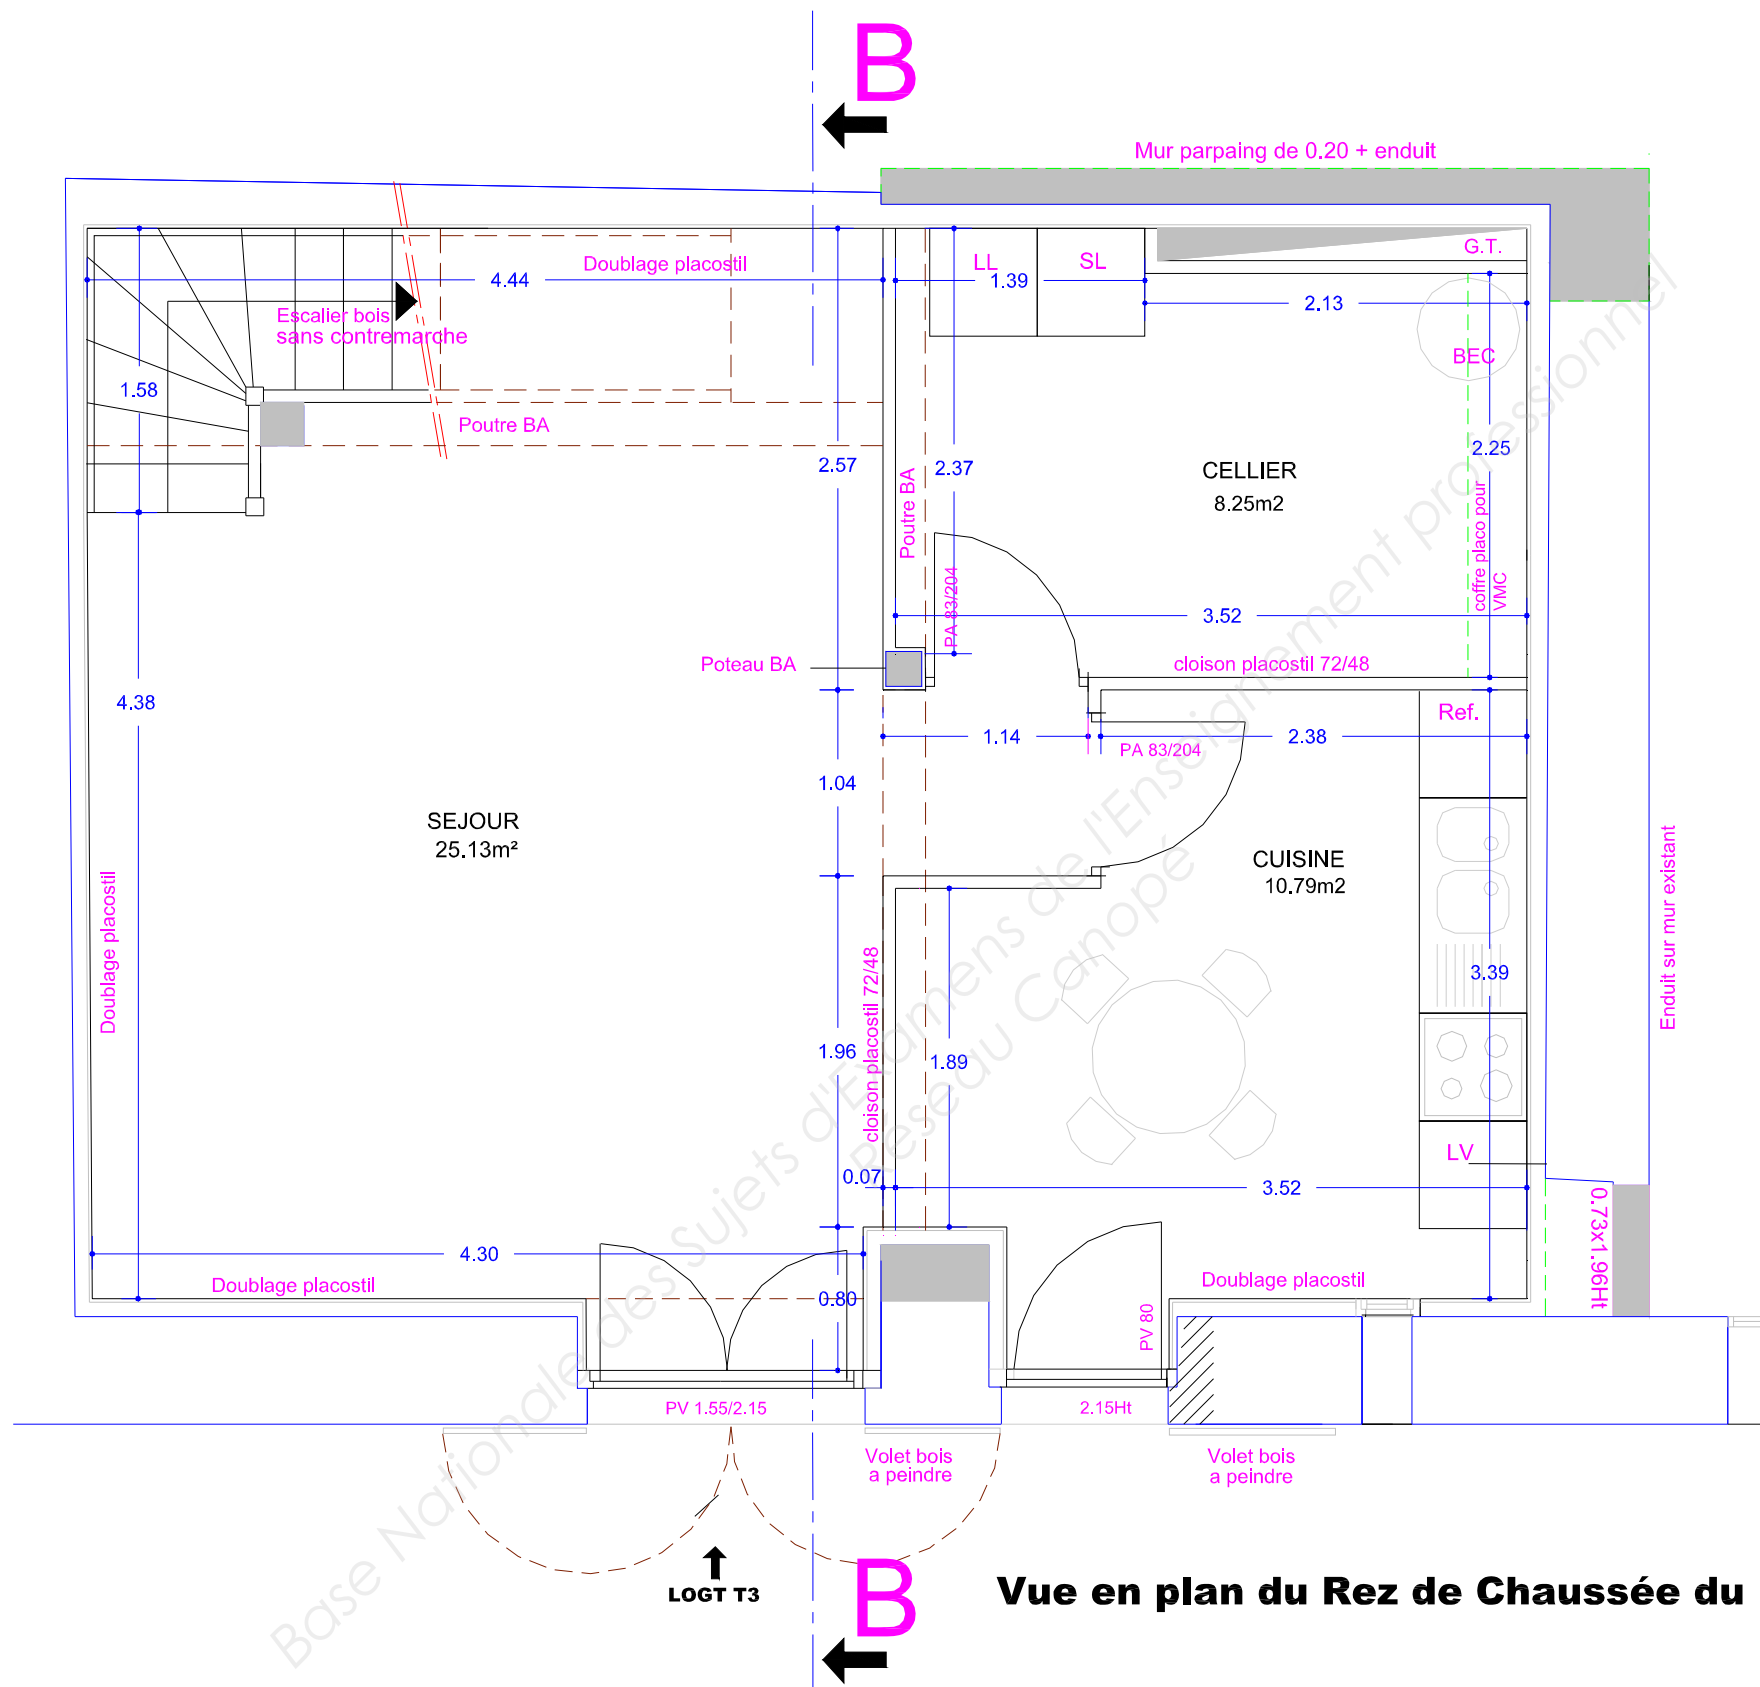 B
Mur parpaing de 0.20 + enduit
G.T.
LL
SL
Doublage placostil
4.44
1.39
2.13
Escalier bois
sans contremarche
BEC
1.58
Poutre BA
2.57
2.37
2.25
CELLIER
8.25m2
Poutre BA
coffre placo pour
VMC
PA 83/204
3.52
Poteau BA
cloison placostil 72/48
4.38
Ref.
1.14
2.38
PA 83/204
1.04
SEJOUR
25.13m²
CUISINE
10.79m2
Doublage placostil
Enduit sur mur existant
cloison placostil 72/48
3.39
1.96
1.89
LV
0.07
3.52
0.73x1.96Ht
4.30
Doublage placostil
Doublage placostil
0.80
PV 80
PV 1.55/2.15
2.15Ht
Volet bois
a peindre
Volet bois
a peindre
LOGT T3
B
Vue en plan du Rez de Chaussée du
Base Nationale des Sujets d'Examens de l'Enseignement professionnel
Réseau Canopé